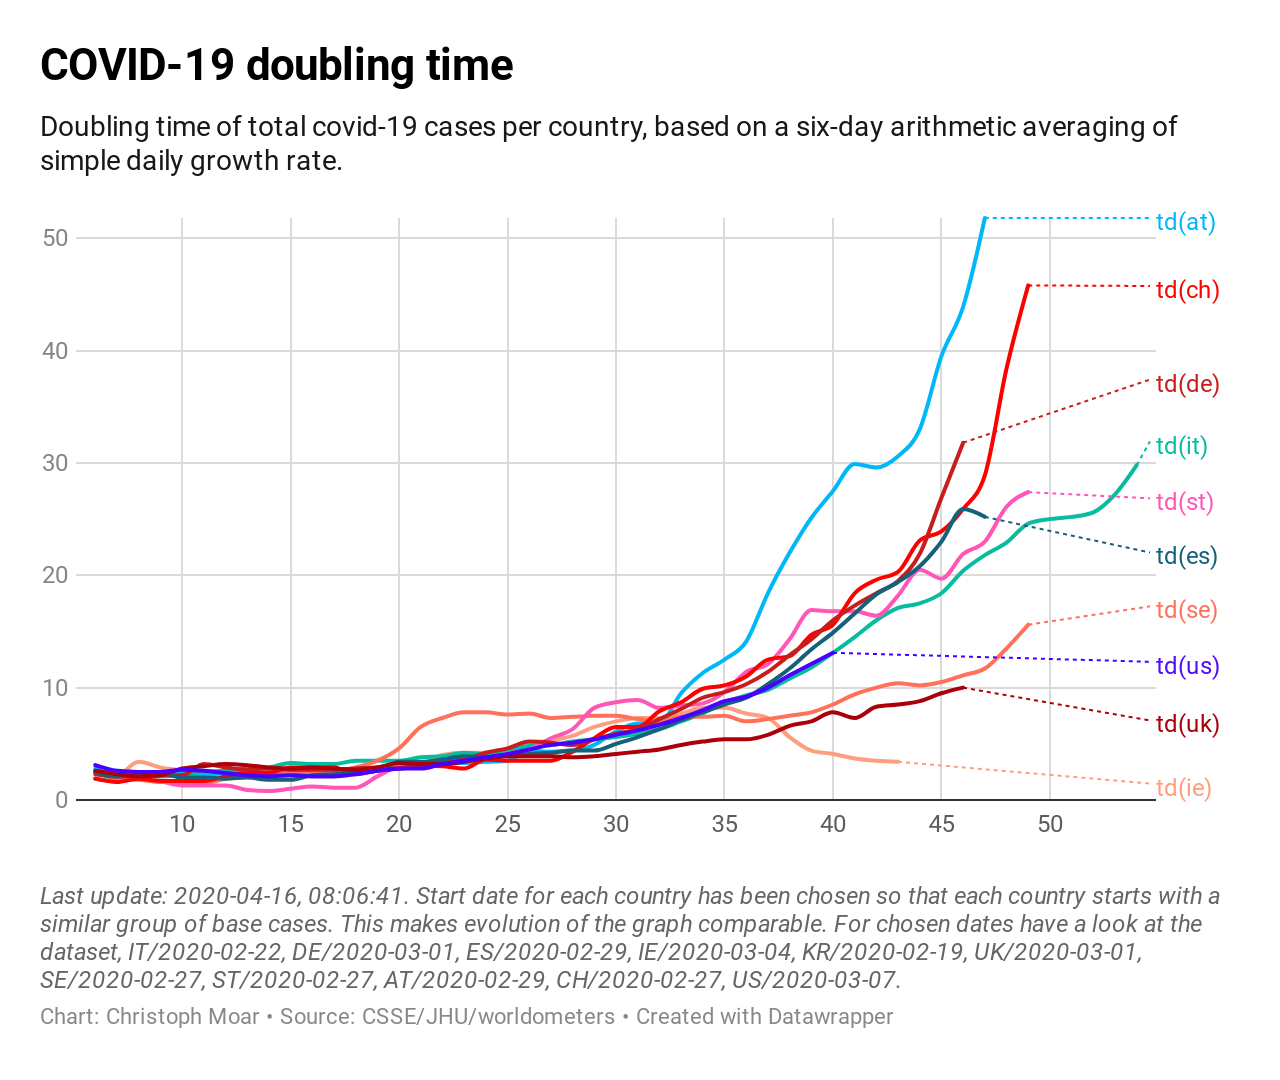 COVID-19 doubling time
Doubling time of total covid-19 cases per country, based on a six-day arithmetic averaging of
simple daily growth rate.
50
40
30
20
10
0
10 15 20 25 30 35 40 45 50
td(at)
td(ch)
td(de)
td(it)
td(st)
td(es)
td(se)
td(us)
td(uk)
td(ie)
Last update: 2020-04-16, 08:06:41. Start date for each country has been chosen so that each country starts with a
similar group of base cases. This makes evolution of the graph comparable. For chosen dates have a look at the
dataset, IT/2020-02-22, DE/2020-03-01, ES/2020-02-29, IE/2020-03-04, KR/2020-02-19, UK/2020-03-01,
SE/2020-02-27, ST/2020-02-27, AT/2020-02-29, CH/2020-02-27, US/2020-03-07.
Chart: Christoph Moar • Source: CSSE/JHU/worldometers • Created with Datawrapper